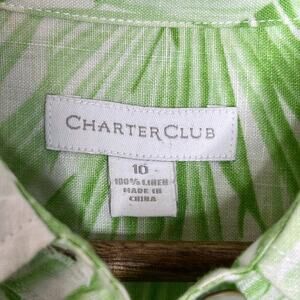 CHARTER CLUB
10
100% LINEN
MADE IN
CHINA